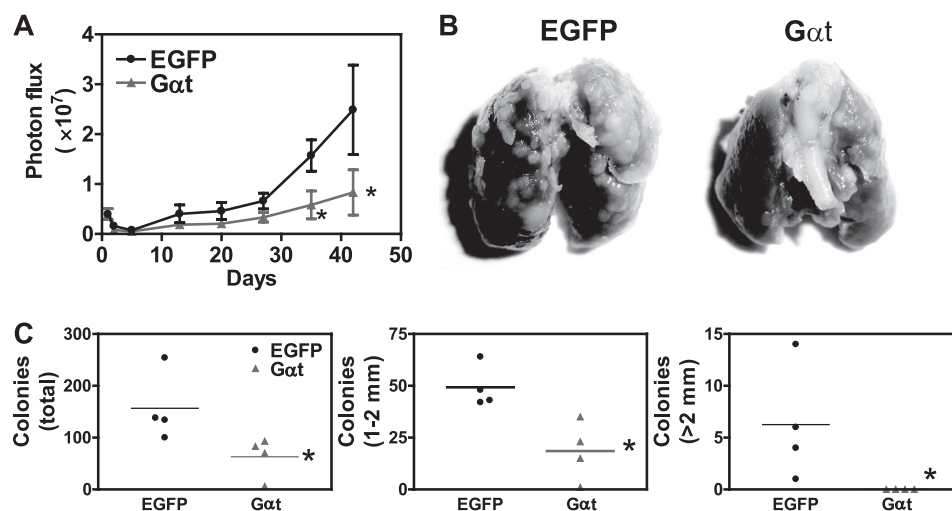 A
4
3
2
1
0
Photon flux
( ×10⁷)
EGFP
Gαt
*
*
0 10 20 30 40 50
Days
B
EGFP Gαt
C
300
200
100
0
Colonies
(total)
EGFP
Gαt
*
EGFP Gαt
75
50
25
0
Colonies
(1-2 mm)
*
EGFP Gαt
15
10
5
0
Colonies
(>2 mm)
*
EGFP Gαt